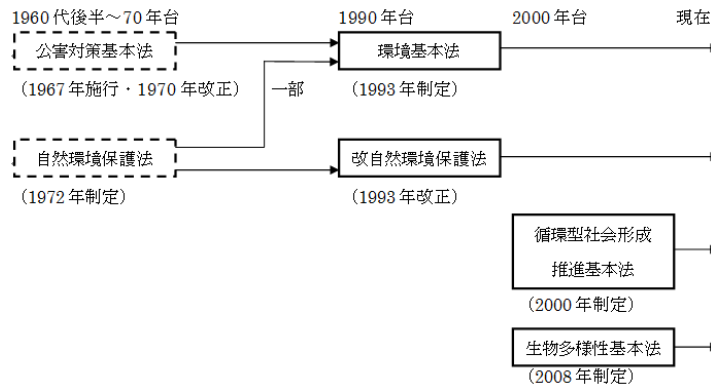 1960代後半～70年台 1990年台 2000年台 現在
公害対策基本法 環境基本法
（1967年施行・1970年改正） 一部 （1993年制定）
自然環境保護法 改自然環境保護法
（1972年制定） （1993年改正）
循環型社会形成
推進基本法
（2000年制定）
生物多様性基本法
（2008年制定）